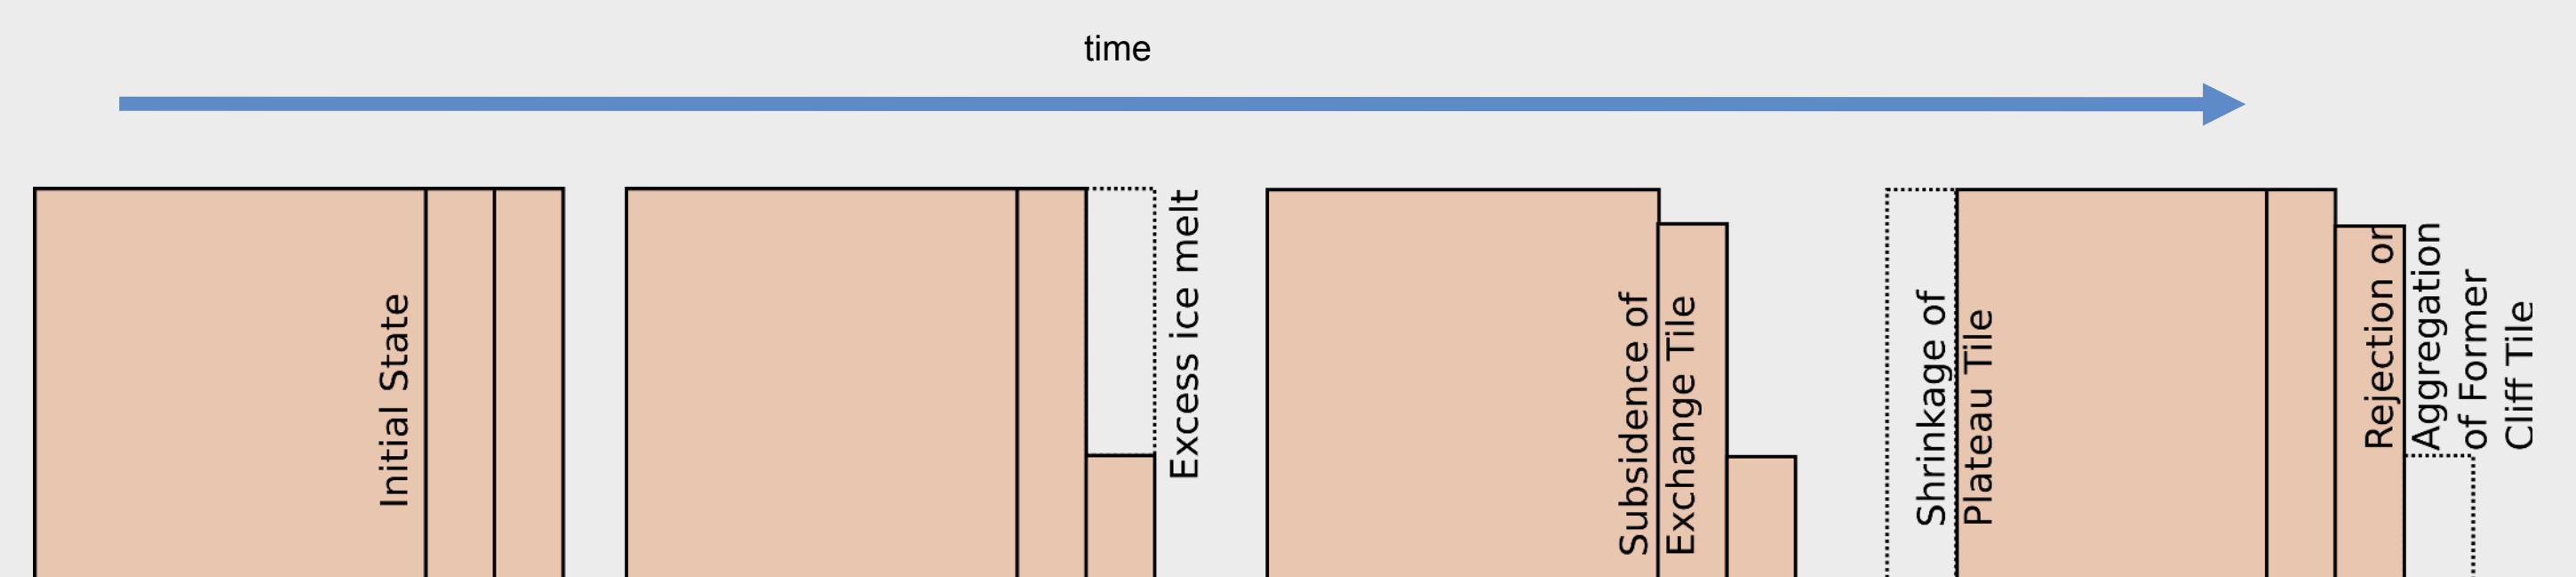 time
Initial State
Excess ice melt
Subsidence of
Exchange Tile
Shrinkage of
Plateau Tile
Rejection or
Aggregation
of Former
Cliff Tile